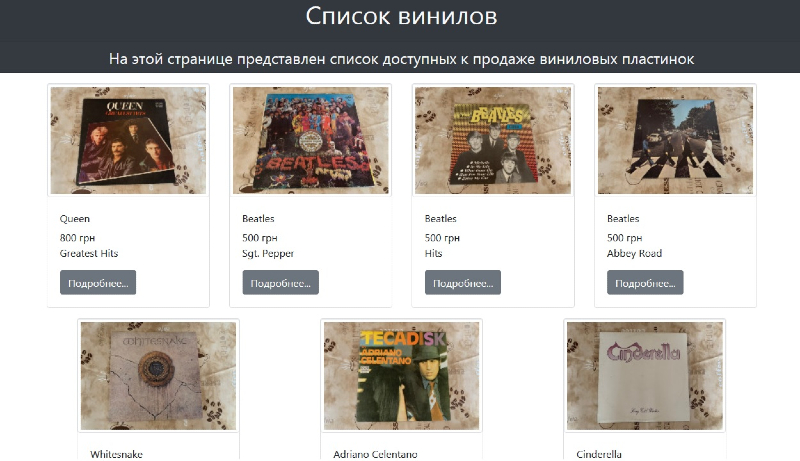 Список винилов
На этой странице представлен список доступных к продаже виниловых пластинок
QUEEN
GREATEST HITS
BEATLES
BEATLES
Queen
800 грн
Greatest Hits
Подробнее...
Beatles
500 грн
Sgt. Pepper
Подробнее...
Beatles
500 грн
Hits
Подробнее...
Beatles
500 грн
Abbey Road
Подробнее...
WHITESNAKE
TECADISK
ADRIANO
CELENTANO
Cinderella
Whitesnake
Adriano Celentano
Cinderella